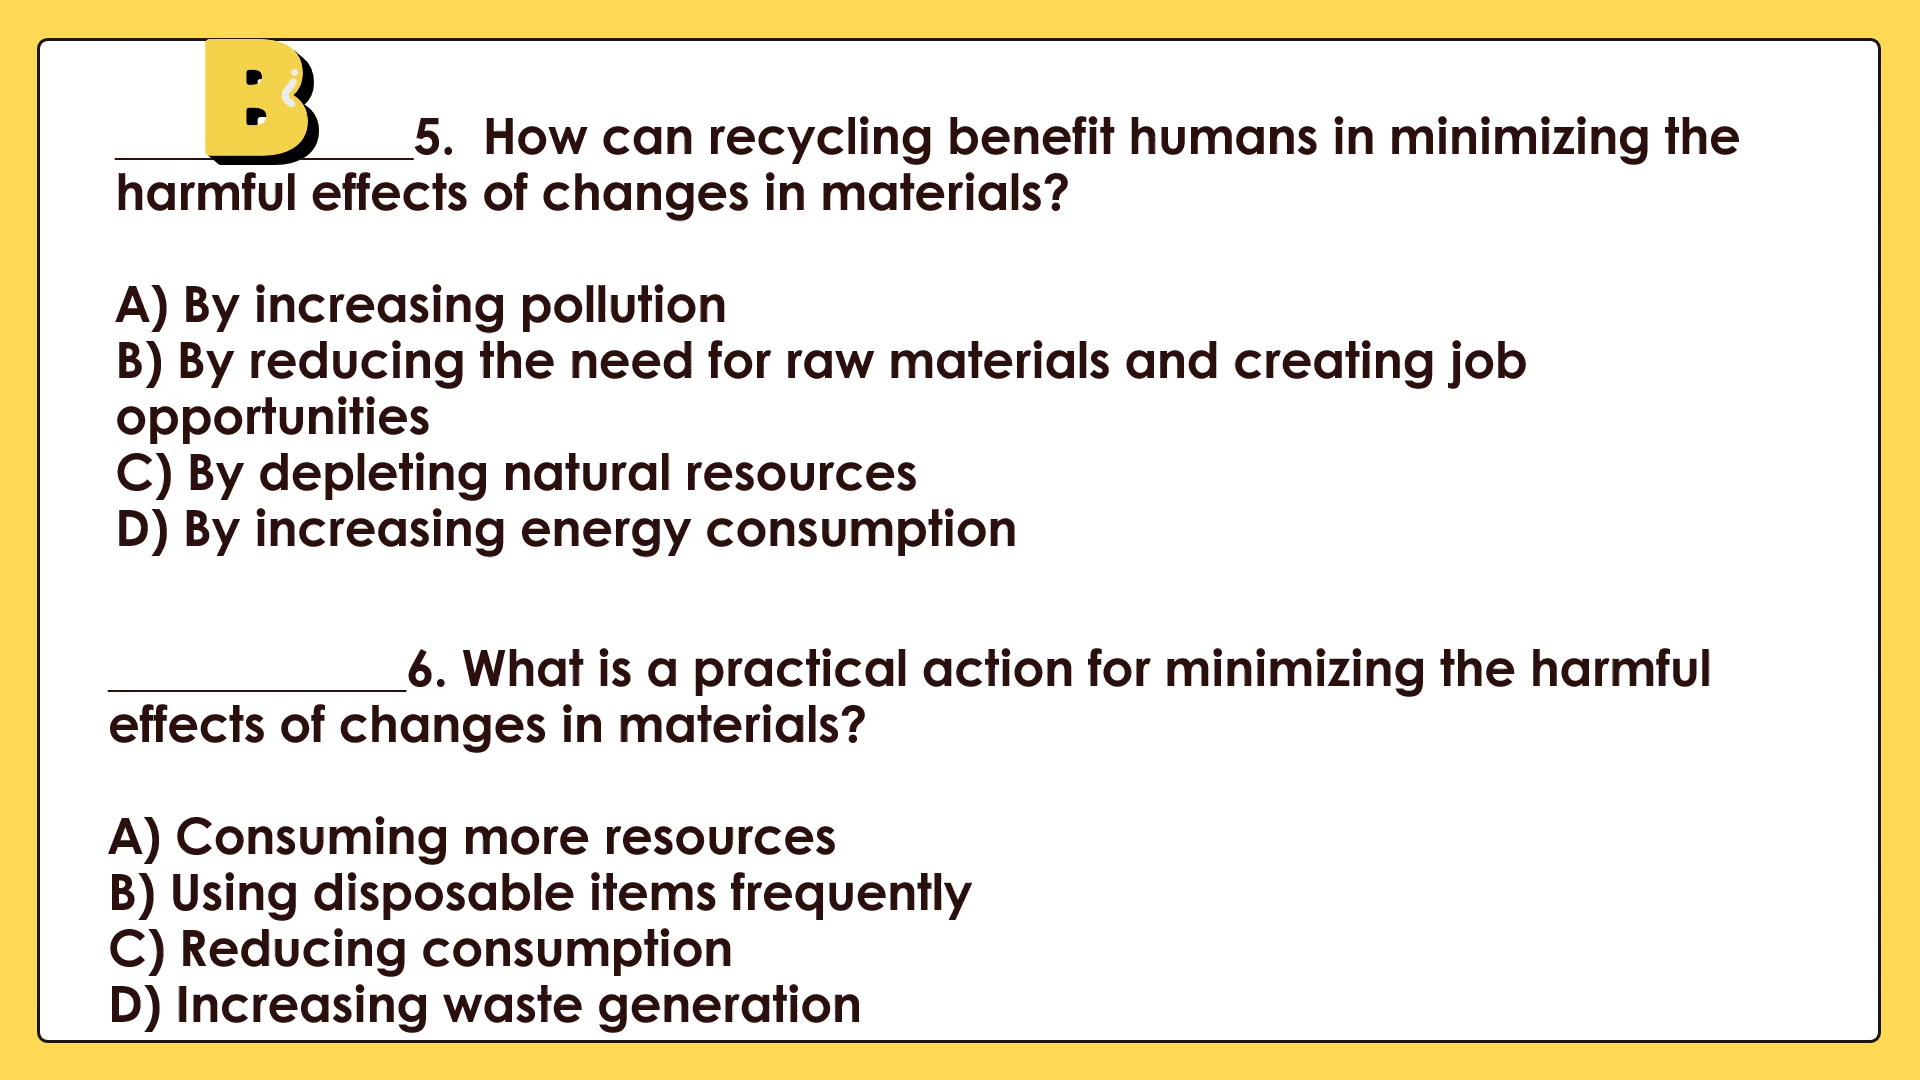 B
______________5. How can recycling benefit humans in minimizing the
harmful effects of changes in materials?
A) By increasing pollution
B) By reducing the need for raw materials and creating job
opportunities
C) By depleting natural resources
D) By increasing energy consumption
______________6. What is a practical action for minimizing the harmful
effects of changes in materials?
A) Consuming more resources
B) Using disposable items frequently
C) Reducing consumption
D) Increasing waste generation